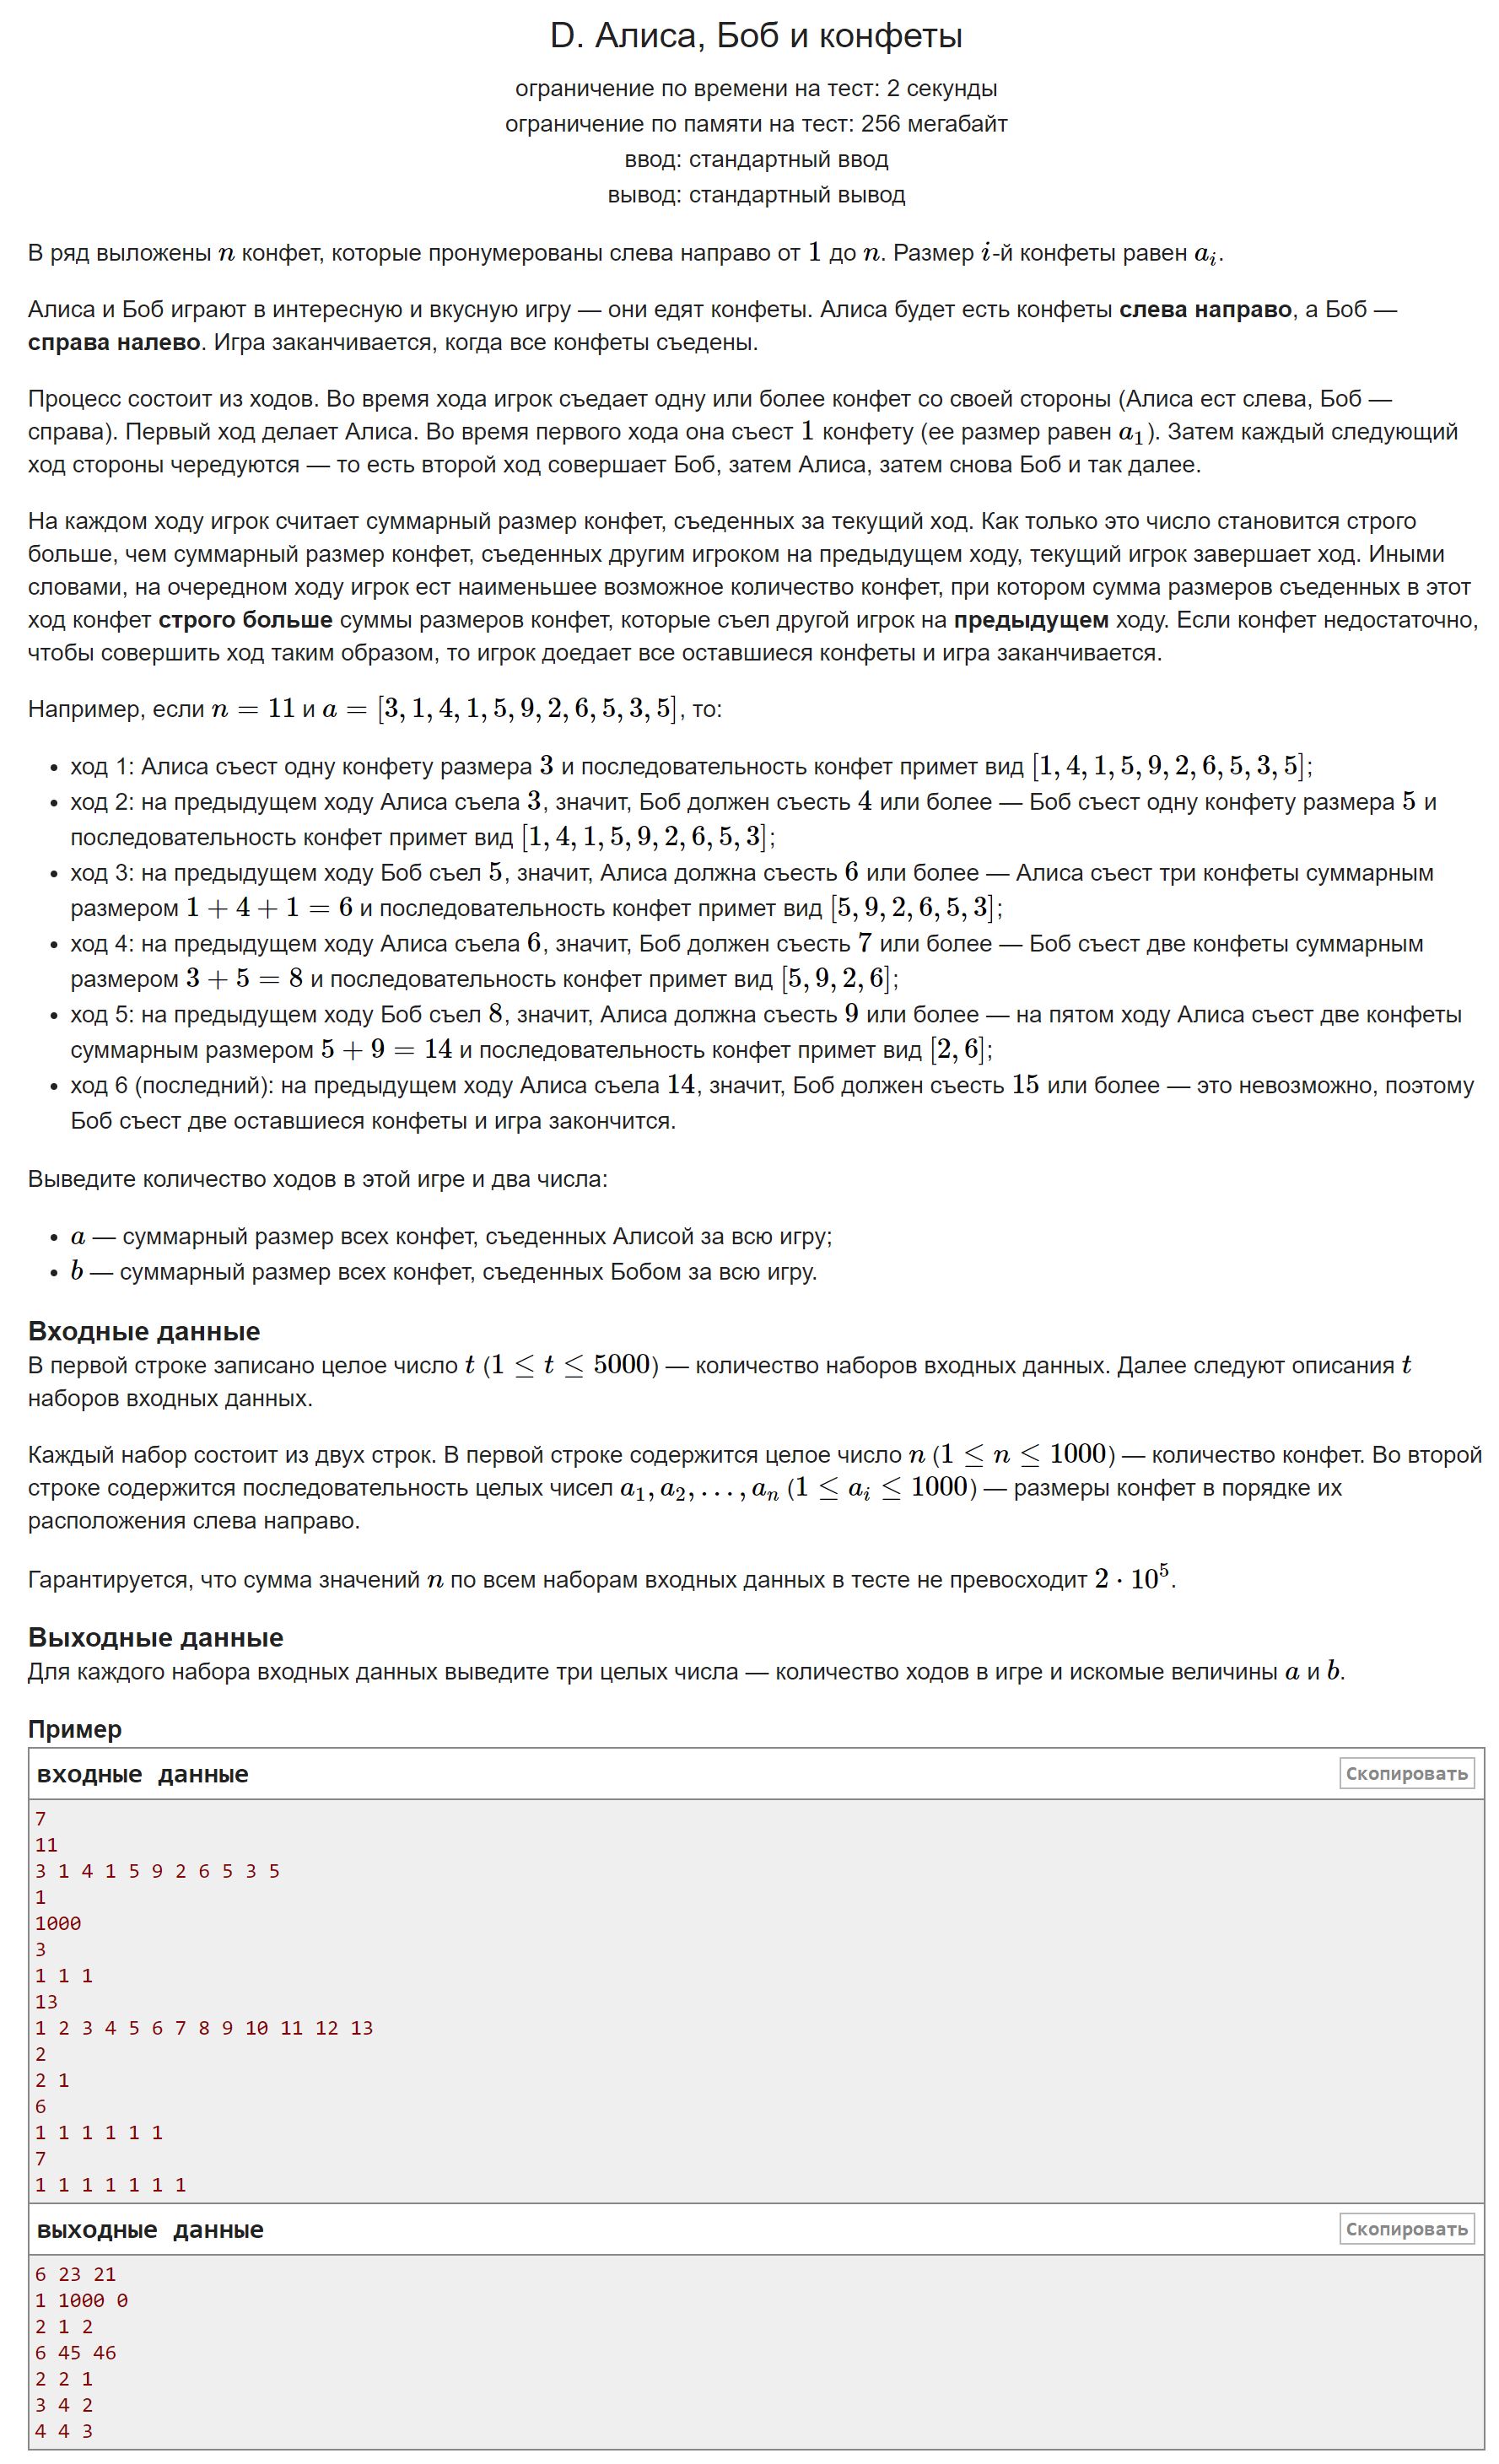 D. Алиса, Боб и конфеты
ограничение по времени на тест: 2 секунды
ограничение по памяти на тест: 256 мегабайт
ввод: стандартный ввод
вывод: стандартный вывод
В ряд выложены n конфет, которые пронумерованы слева направо от 1 до n. Размер i-й конфеты равен a_i.
Алиса и Боб играют в интересную и вкусную игру — они едят конфеты. Алиса будет есть конфеты слева направо, а Боб —
справа налево. Игра заканчивается, когда все конфеты съедены.
Процесс состоит из ходов. Во время хода игрок съедает одну или более конфет со своей стороны (Алиса ест слева, Боб —
справа). Первый ход делает Алиса. Во время первого хода она съест 1 конфету (ее размер равен a_1). Затем каждый следующий
ход стороны чередуются — то есть второй ход совершает Боб, затем Алиса, затем снова Боб и так далее.
На каждом ходу игрок считает суммарный размер конфет, съеденных за текущий ход. Как только это число становится строго
больше, чем суммарный размер конфет, съеденных другим игроком на предыдущем ходу, текущий игрок завершает ход. Иными
словами, на очередном ходу игрок ест наименьшее возможное количество конфет, при котором сумма размеров съеденных в этот
ход конфет строго больше суммы размеров конфет, которые съел другой игрок на предыдущем ходу. Если конфет недостаточно,
чтобы совершить ход таким образом, то игрок доедает все оставшиеся конфеты и игра заканчивается.
Например, если n = 11 и a = [3, 1, 4, 1, 5, 9, 2, 6, 5, 3, 5], то:
• ход 1: Алиса съест одну конфету размера 3 и последовательность конфет примет вид [1, 4, 1, 5, 9, 2, 6, 5, 3, 5];
• ход 2: на предыдущем ходу Алиса съела 3, значит, Боб должен съесть 4 или более — Боб съест одну конфету размера 5 и
последовательность конфет примет вид [1, 4, 1, 5, 9, 2, 6, 5, 3];
• ход 3: на предыдущем ходу Боб съел 5, значит, Алиса должна съесть 6 или более — Алиса съест три конфеты суммарным
размером 1 + 4 + 1 = 6 и последовательность конфет примет вид [5, 9, 2, 6, 5, 3];
• ход 4: на предыдущем ходу Алиса съела 6, значит, Боб должен съесть 7 или более — Боб съест две конфеты суммарным
размером 3 + 5 = 8 и последовательность конфет примет вид [5, 9, 2, 6];
• ход 5: на предыдущем ходу Боб съел 8, значит, Алиса должна съесть 9 или более — на пятом ходу Алиса съест две конфеты
суммарным размером 5 + 9 = 14 и последовательность конфет примет вид [2, 6];
• ход 6 (последний): на предыдущем ходу Алиса съела 14, значит, Боб должен съесть 15 или более — это невозможно, поэтому
Боб съест две оставшиеся конфеты и игра закончится.
Выведите количество ходов в этой игре и два числа:
• a — суммарный размер всех конфет, съеденных Алисой за всю игру;
• b — суммарный размер всех конфет, съеденных Бобом за всю игру.
Входные данные
В первой строке записано целое число t (1 ≤ t ≤ 5000) — количество наборов входных данных. Далее следуют описания t
наборов входных данных.
Каждый набор состоит из двух строк. В первой строке содержится целое число n (1 ≤ n ≤ 1000) — количество конфет. Во второй
строке содержится последовательность целых чисел a_1, a_2, …, a_n (1 ≤ a_i ≤ 1000) — размеры конфет в порядке их
расположения слева направо.
Гарантируется, что сумма значений n по всем наборам входных данных в тесте не превосходит 2 · 10^5.
Выходные данные
Для каждого набора входных данных выведите три целых числа — количество ходов в игре и искомые величины a и b.
Пример
входные данные Скопировать
7
11
3 1 4 1 5 9 2 6 5 3 5
1
1000
3
1 1 1
13
1 2 3 4 5 6 7 8 9 10 11 12 13
2
2 1
6
1 1 1 1 1 1
7
1 1 1 1 1 1 1
выходные данные Скопировать
6 23 21
1 1000 0
2 1 2
6 45 46
2 2 1
3 4 2
4 4 3